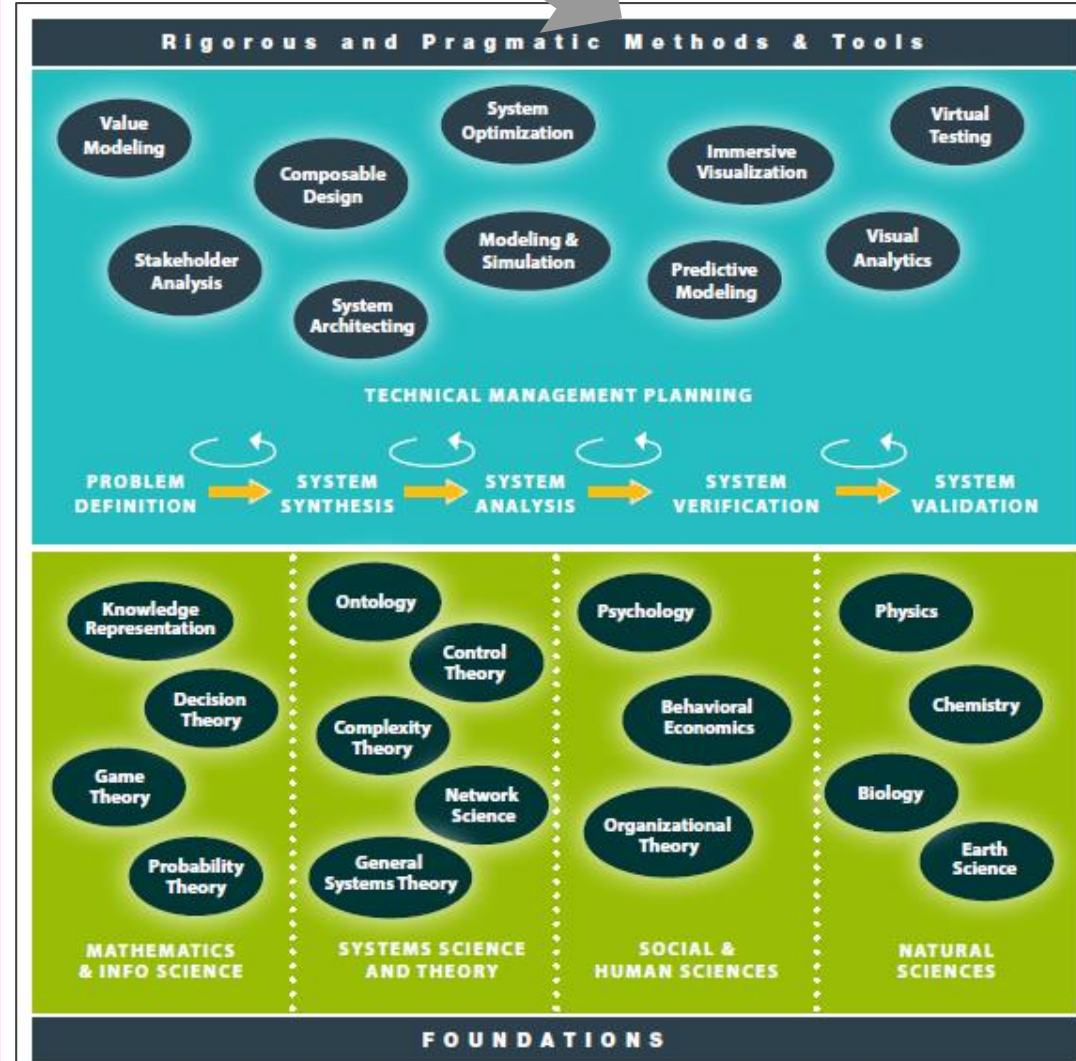 Rigorous and Pragmatic Methods & Tools
Value
Modeling
System
Optimization
Virtual
Testing
Composable
Design
Immersive
Visualization
Stakeholder
Analysis
Modeling &
Simulation
Visual
Analytics
System
Architecting
Predictive
Modeling
TECHNICAL MANAGEMENT PLANNING
PROBLEM
DEFINITION
SYSTEM
SYNTHESIS
SYSTEM
ANALYSIS
SYSTEM
VERIFICATION
SYSTEM
VALIDATION
Knowledge
Representation
Decision
Theory
Game
Theory
Probability
Theory
MATHEMATICS
& INFO SCIENCE
Ontology
Control
Theory
Complexity
Theory
Network
Science
General
Systems Theory
SYSTEMS SCIENCE
AND THEORY
Psychology
Behavioral
Economics
Organizational
Theory
SOCIAL &
HUMAN SCIENCES
Physics
Chemistry
Biology
Earth
Science
NATURAL
SCIENCES
FOUNDATIONS